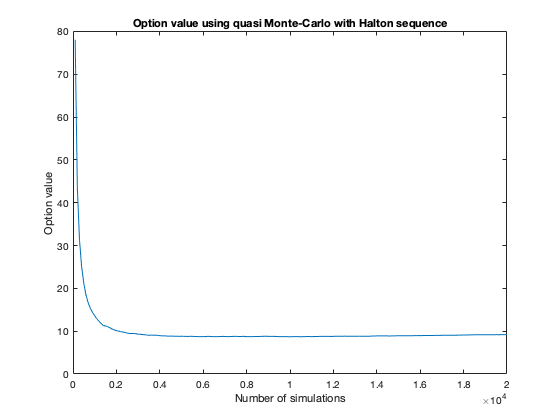 Option value using quasi Monte-Carlo with Halton sequence
80
70
60
50
40
30
20
10
0
Option value
0 0.2 0.4 0.6 0.8 1 1.2 1.4 1.6 1.8 2
Number of simulations
×10^4